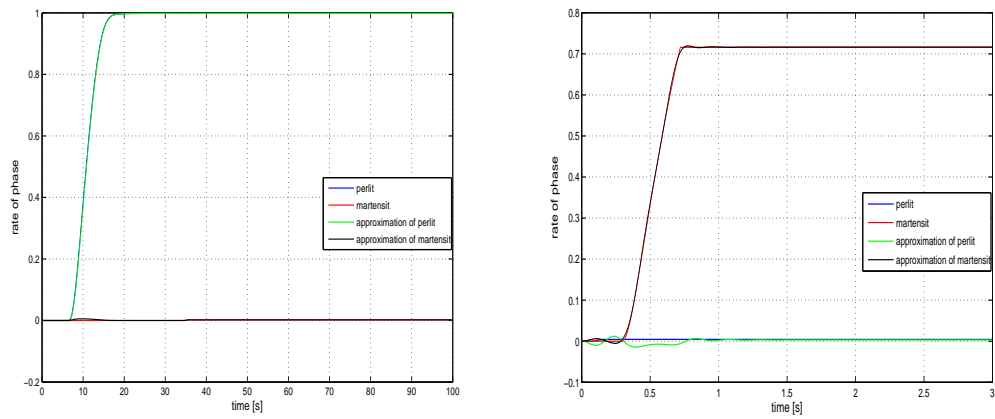 1
0.8
0.6
0.4
0.2
0
−0.2
rate of phase
0 10 20 30 40 50 60 70 80 90 100
time [s]
perlit
martensit
approximation of perlit
approximation of martensit
0.8
0.7
0.6
0.5
0.4
0.3
0.2
0.1
0
−0.1
rate of phase
0 0.5 1 1.5 2 2.5 3
time [s]
perlit
martensit
approximation of perlit
approximation of martensit